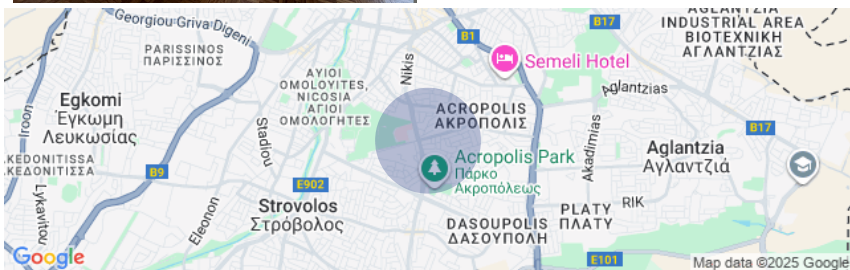 Georgiou Griva Digeni
PARISSINOS
ΠΑΡΙΣΣΙΝΟΣ
Egkomi
Έγκωμη
Λευκωσίας
Iroon
Lykavitou
B9
Eleonon
Stadiou
AYIOI
OMOLOYITES,
NICOSIA
ΑΓΙΟΙ
ΟΜΟΛΟΓΗΤΕΣ
E902
Strovolos
Στρόβολος
Nikis
B1
Semeli Hotel
ACROPOLIS
ΑΚΡΟΠΟΛΙΣ
Acropolis Park
Πάρκο
Ακροπόλεως
DASOUPOLIS
ΔΑΣΟΥΠΟΛΗ
B17
INDUSTRIAL AREA
ΒΙΟΤΕΧΝΙΚΗ
ΑΓΛΑΝΤΖΙΑΣ
Aglantzias
Akadimias
B17
Aglantzia
Αγλαντζιά
PLATY
ΠΛΑΤΥ
RIK
E101
Google
Map data ©2025 Google